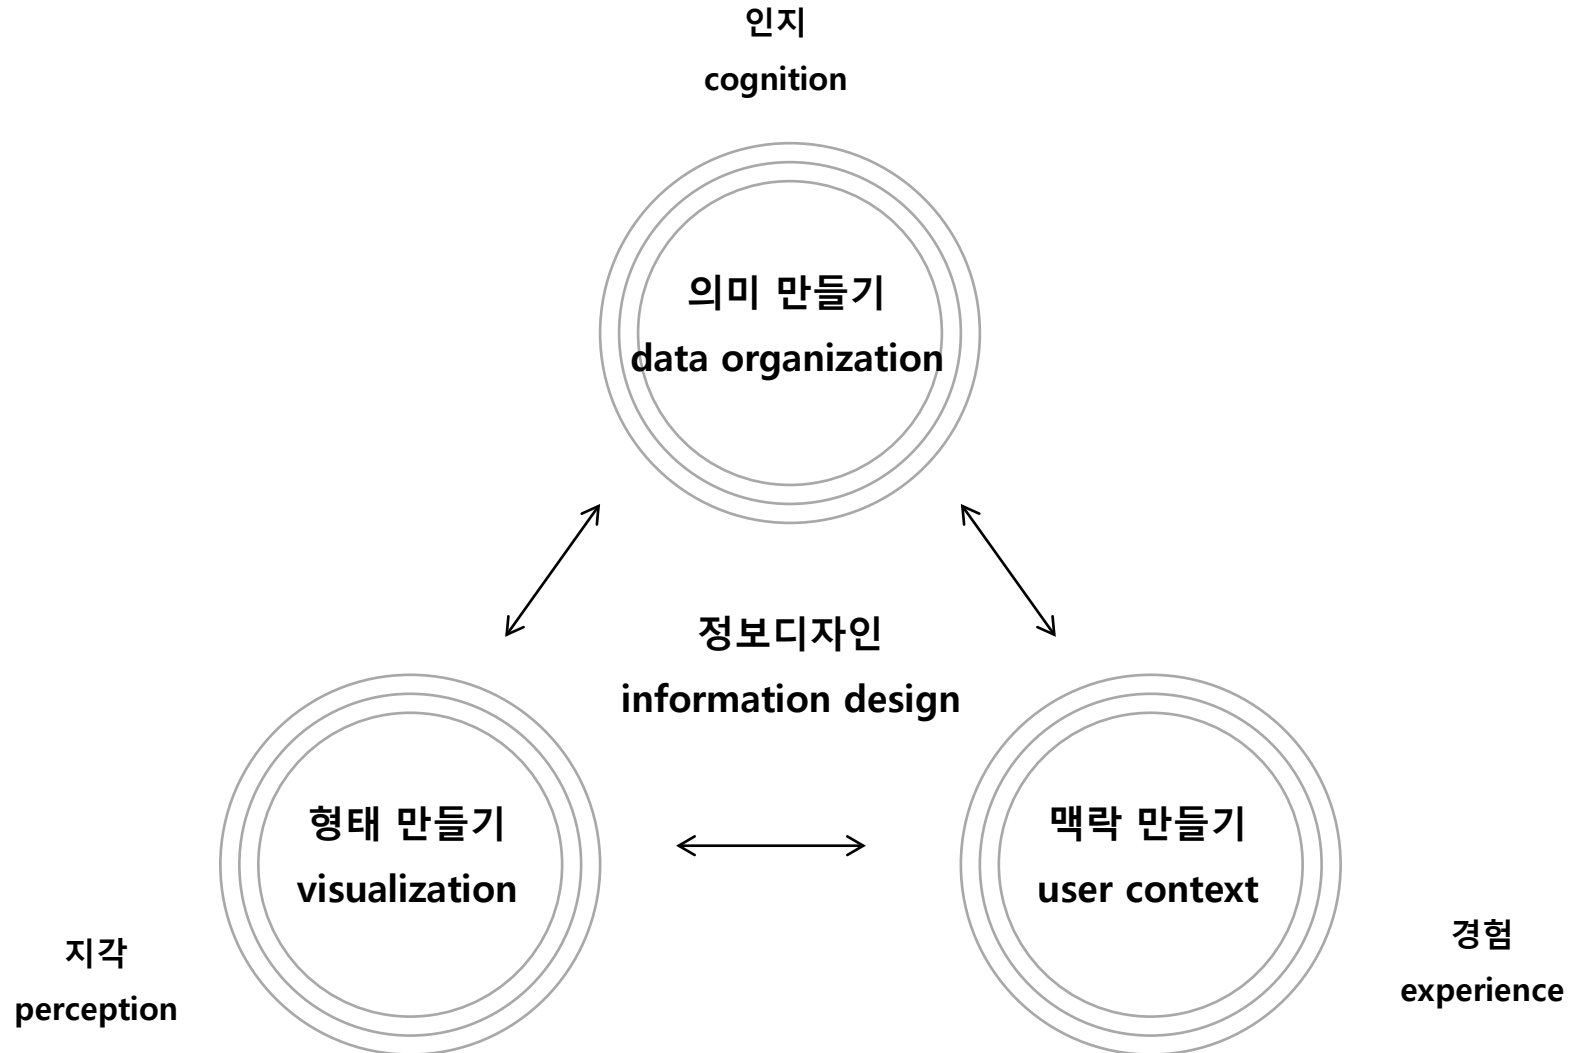 인지
cognition
의미 만들기
data organization
정보디자인
information design
형태 만들기
visualization
맥락 만들기
user context
지각
perception
경험
experience